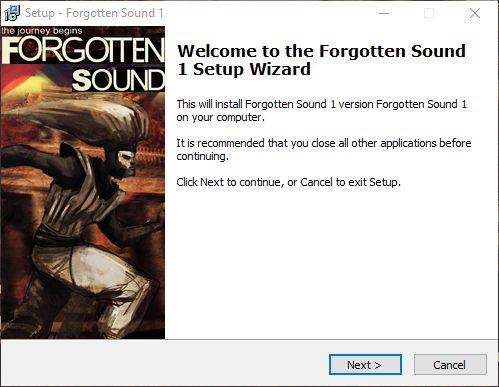 Setup - Forgotten Sound 1
the journey begins
FORGOTTEN
SOUND
Welcome to the Forgotten Sound
1 Setup Wizard
This will install Forgotten Sound 1 version Forgotten Sound 1
on your computer.
It is recommended that you close all other applications before
continuing.
Click Next to continue, or Cancel to exit Setup.
Next >
Cancel